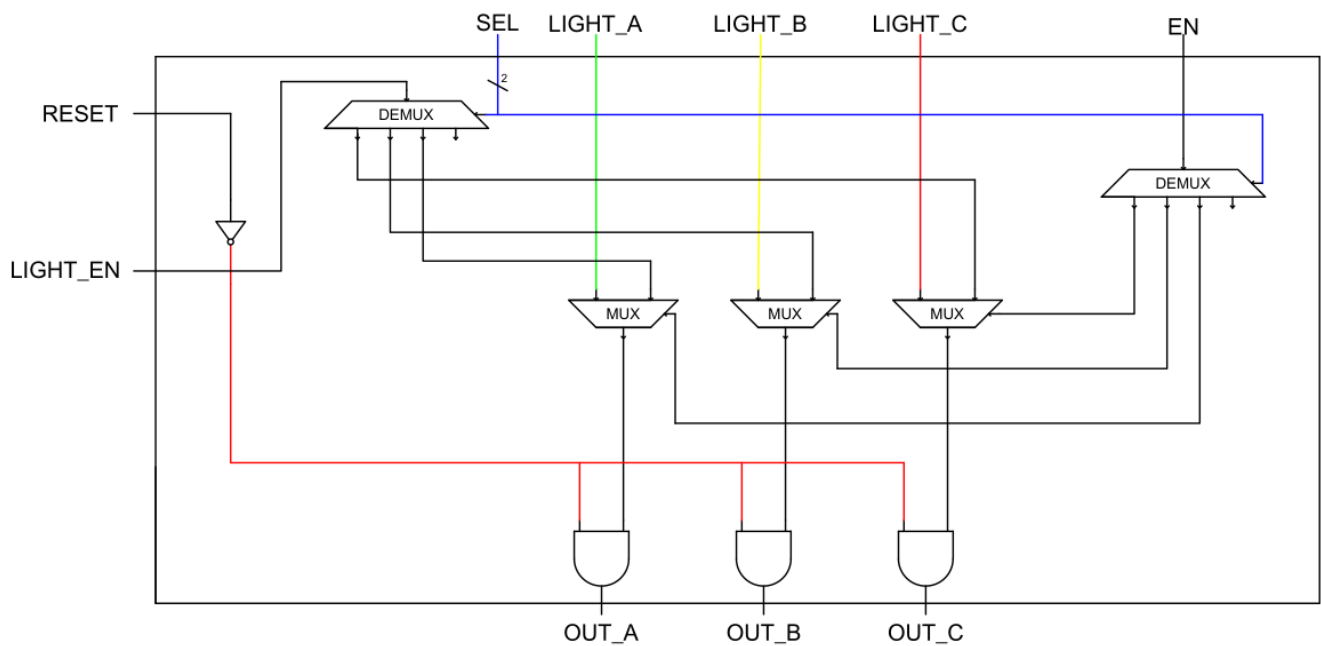 SEL LIGHT_A LIGHT_B LIGHT_C EN
2
RESET
DEMUX
DEMUX
LIGHT_EN
MUX MUX MUX
OUT_A OUT_B OUT_C